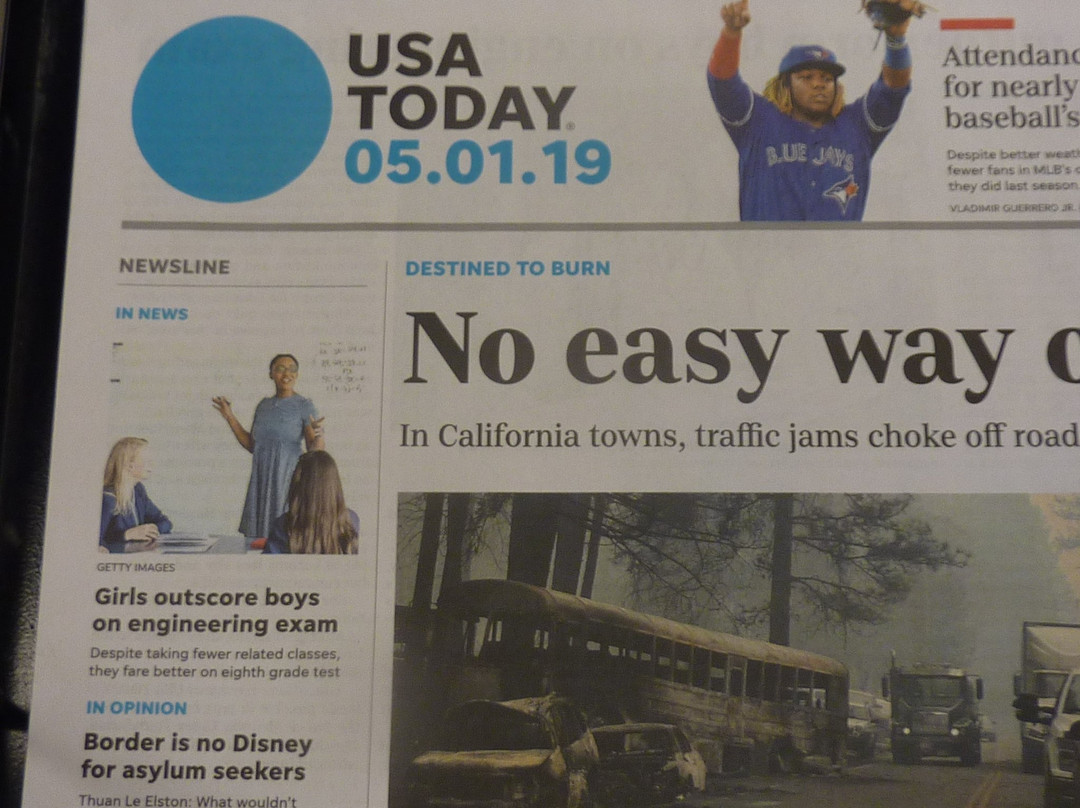 USA
TODAY®
05.01.19
BLUE JAYS
Attendanc
for nearly
baseball's
Despite better weath
fewer fans in MLB's
they did last season.
VLADIMIR GUERRERO JR.
NEWSLINE
IN NEWS
GETTY IMAGES
Girls outscore boys
on engineering exam
Despite taking fewer related classes,
they fare better on eighth grade test
IN OPINION
Border is no Disney
for asylum seekers
Thuan Le Elston: What wouldn't
DESTINED TO BURN
No easy way
In California towns, traffic jams choke off road